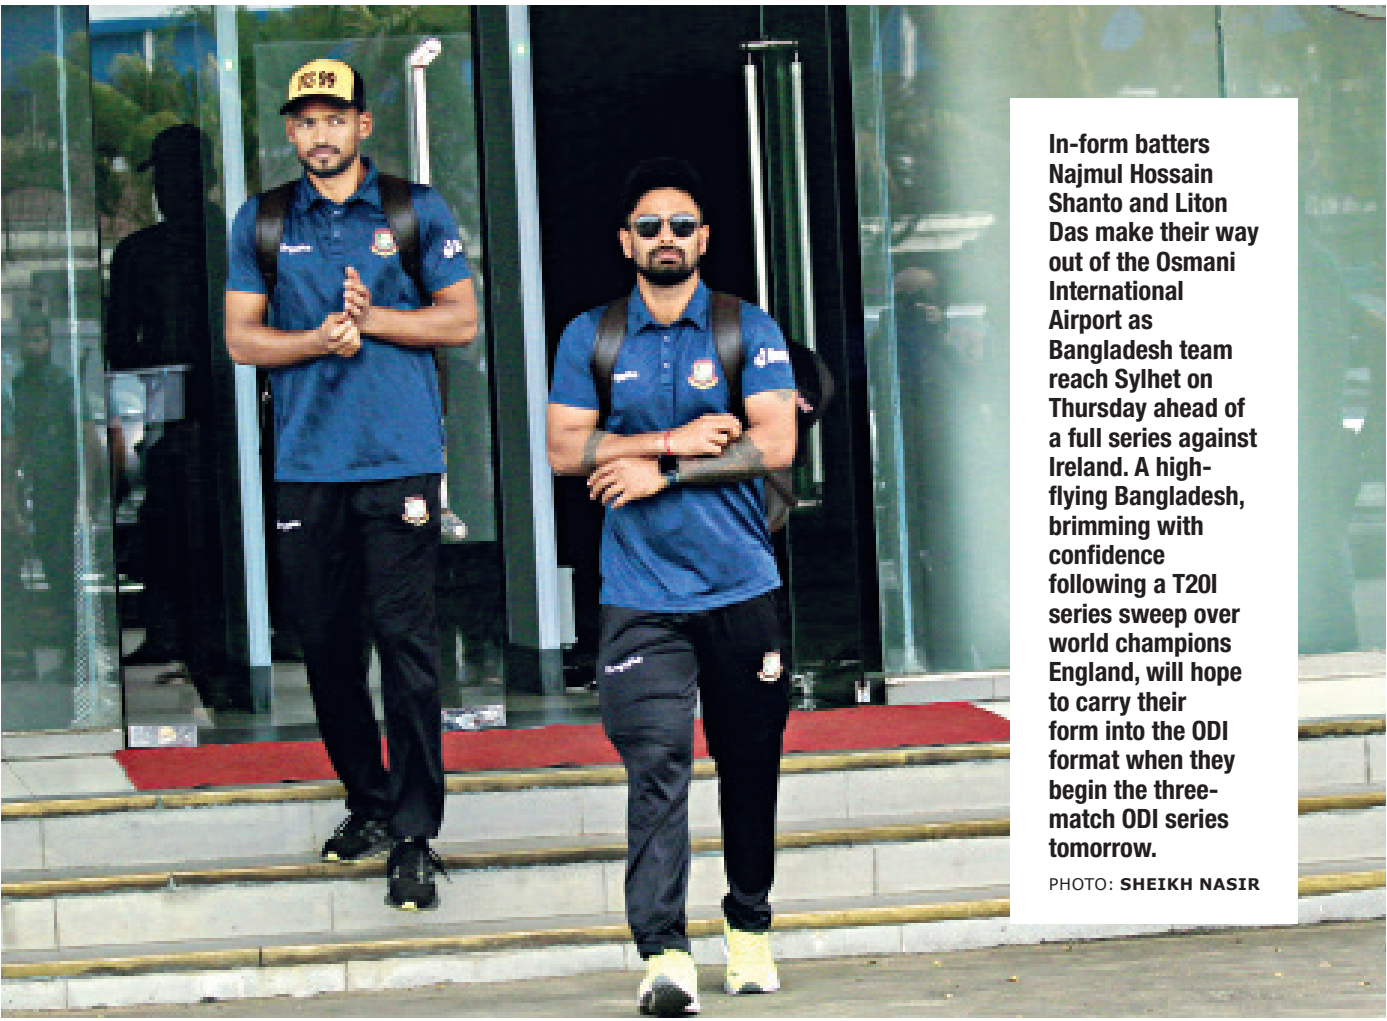 In-form batters
Najmul Hossain
Shanto and Liton
Das make their way
out of the Osmani
International
Airport as
Bangladesh team
reach Sylhet on
Thursday ahead of
a full series against
Ireland. A high-
flying Bangladesh,
brimming with
confidence
following a T20I
series sweep over
world champions
England, will hope
to carry their
form into the ODI
format when they
begin the three-
match ODI series
tomorrow.
PHOTO: SHEIKH NASIR
99